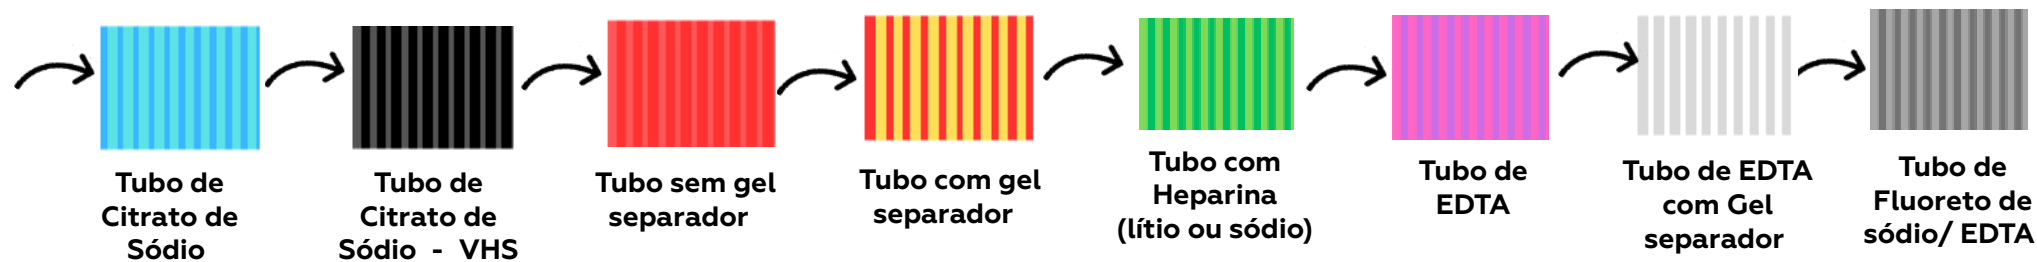 Tubo de
Citrato de
Sódio
Tubo de
Citrato de
Sódio - VHS
Tubo sem gel
separador
Tubo com gel
separador
Tubo com
Heparina
(lítio ou sódio)
Tubo de
EDTA
Tubo de EDTA
com Gel
separador
Tubo de
Fluoreto de
sódio/ EDTA